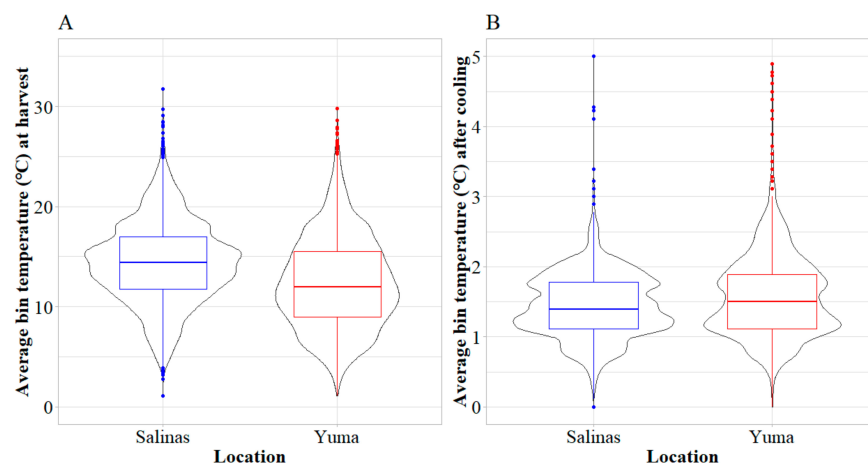 A
Average bin temperature (°C) at harvest
30
20
10
0
Salinas
Yuma
Location
B
Average bin temperature (°C) after cooling
5
4
3
2
1
0
Salinas
Yuma
Location